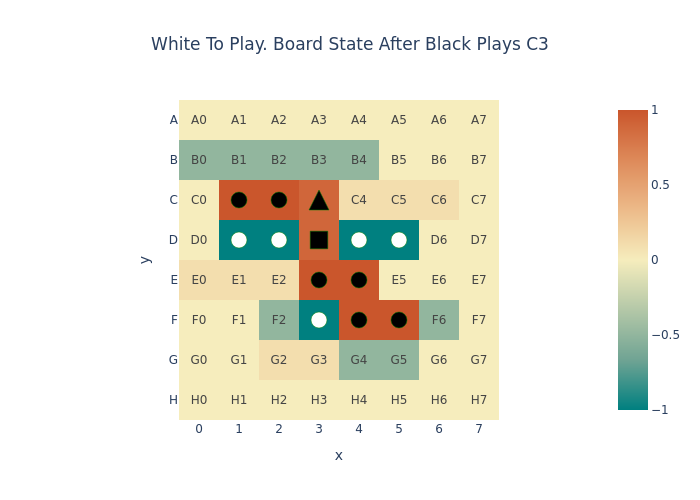 White To Play. Board State After Black Plays C3
A A0 A1 A2 A3 A4 A5 A6 A7
B B0 B1 B2 B3 B4 B5 B6 B7
C C0 C4 C5 C6 C7
D D0 D6 D7
E E0 E1 E2 E5 E6 E7
F F0 F1 F2 F6 F7
G G0 G1 G2 G3 G4 G5 G6 G7
H H0 H1 H2 H3 H4 H5 H6 H7
0 1 2 3 4 5 6 7
x
y
1
0.5
0
−0.5
−1